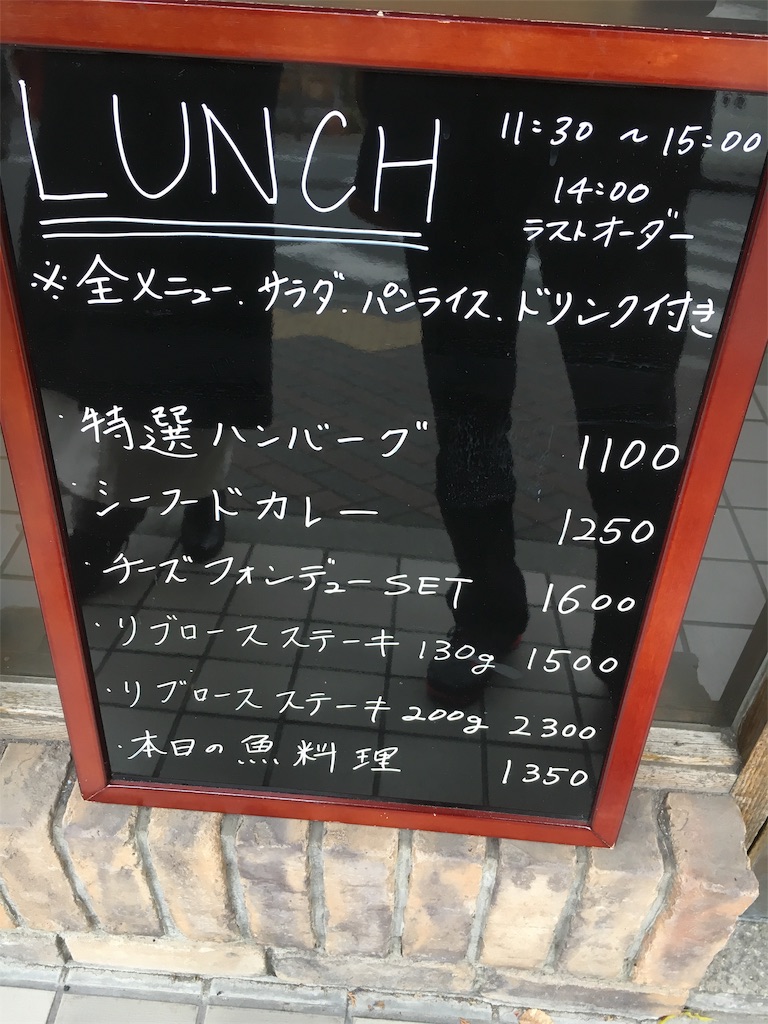 LUNCH 11:30 ~ 15:00
14:00
ラストオーダー
※全メニュー、サラダ、パンライス、ドリンク付き
・特選ハンバーグ 1100
・シーフードカレー 1250
・チーズフォンデューSET 1600
・リブロースステーキ 130g 1500
・リブロースステーキ 200g 2300
・本日の魚料理 1350